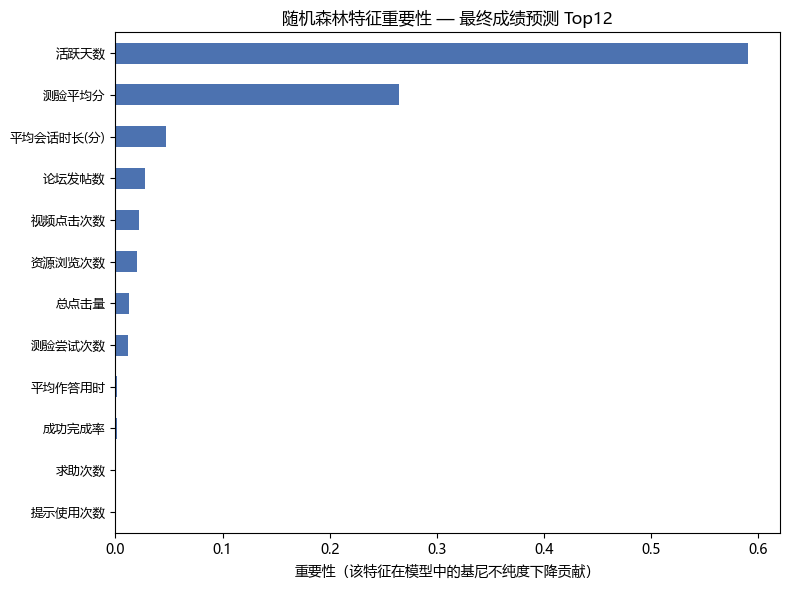 随机森林特征重要性 — 最终成绩预测 Top12
活跃天数
测验平均分
平均会话时长(分)
论坛发帖数
视频点击次数
资源浏览次数
总点击量
测验尝试次数
平均作答用时
成功完成率
求助次数
提示使用次数
0.0 0.1 0.2 0.3 0.4 0.5 0.6
重要性（该特征在模型中的基尼不纯度下降贡献）